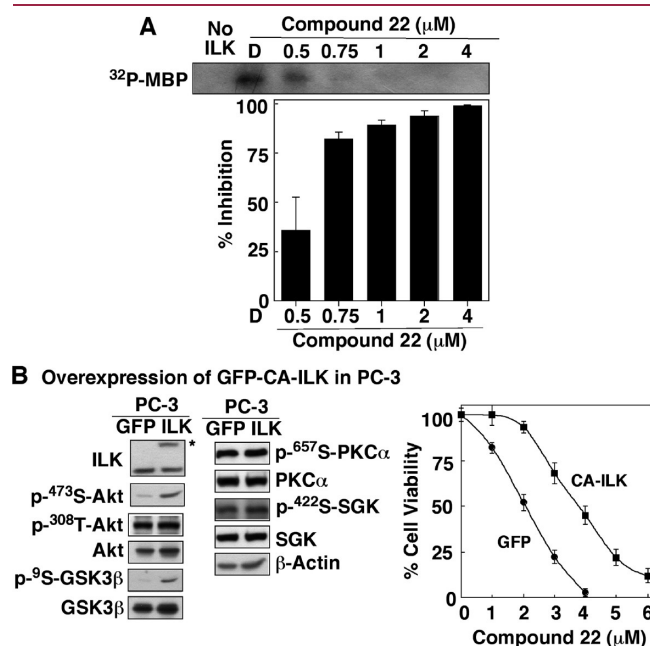 A
No ILK
Compound 22 (µM)
D 0.5 0.75 1 2 4
³²P-MBP
% Inhibition
100
75
50
25
0
D 0.5 0.75 1 2 4
Compound 22 (µM)
B Overexpression of GFP-CA-ILK in PC-3
PC-3
GFP ILK
ILK
*
p-⁴⁷³S-Akt
p-³⁰⁸T-Akt
Akt
p-⁹S-GSK3β
GSK3β
PC-3
GFP ILK
p-⁶⁵⁷S-PKCα
PKCα
p-⁴²²S-SGK
SGK
β-Actin
% Cell Viability
100
75
50
25
0
CA-ILK
GFP
0 1 2 3 4 5 6
Compound 22 (µM)